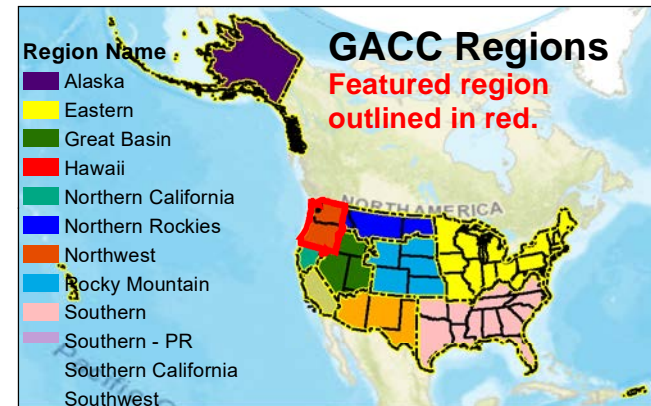 GACC Regions
Featured region
outlined in red.
Region Name
Alaska
Eastern
Great Basin
Hawaii
Northern California
Northern Rockies
Northwest
Rocky Mountain
Southern
Southern - PR
Southern California
Southwest
NORTH AMERICA
Pacific